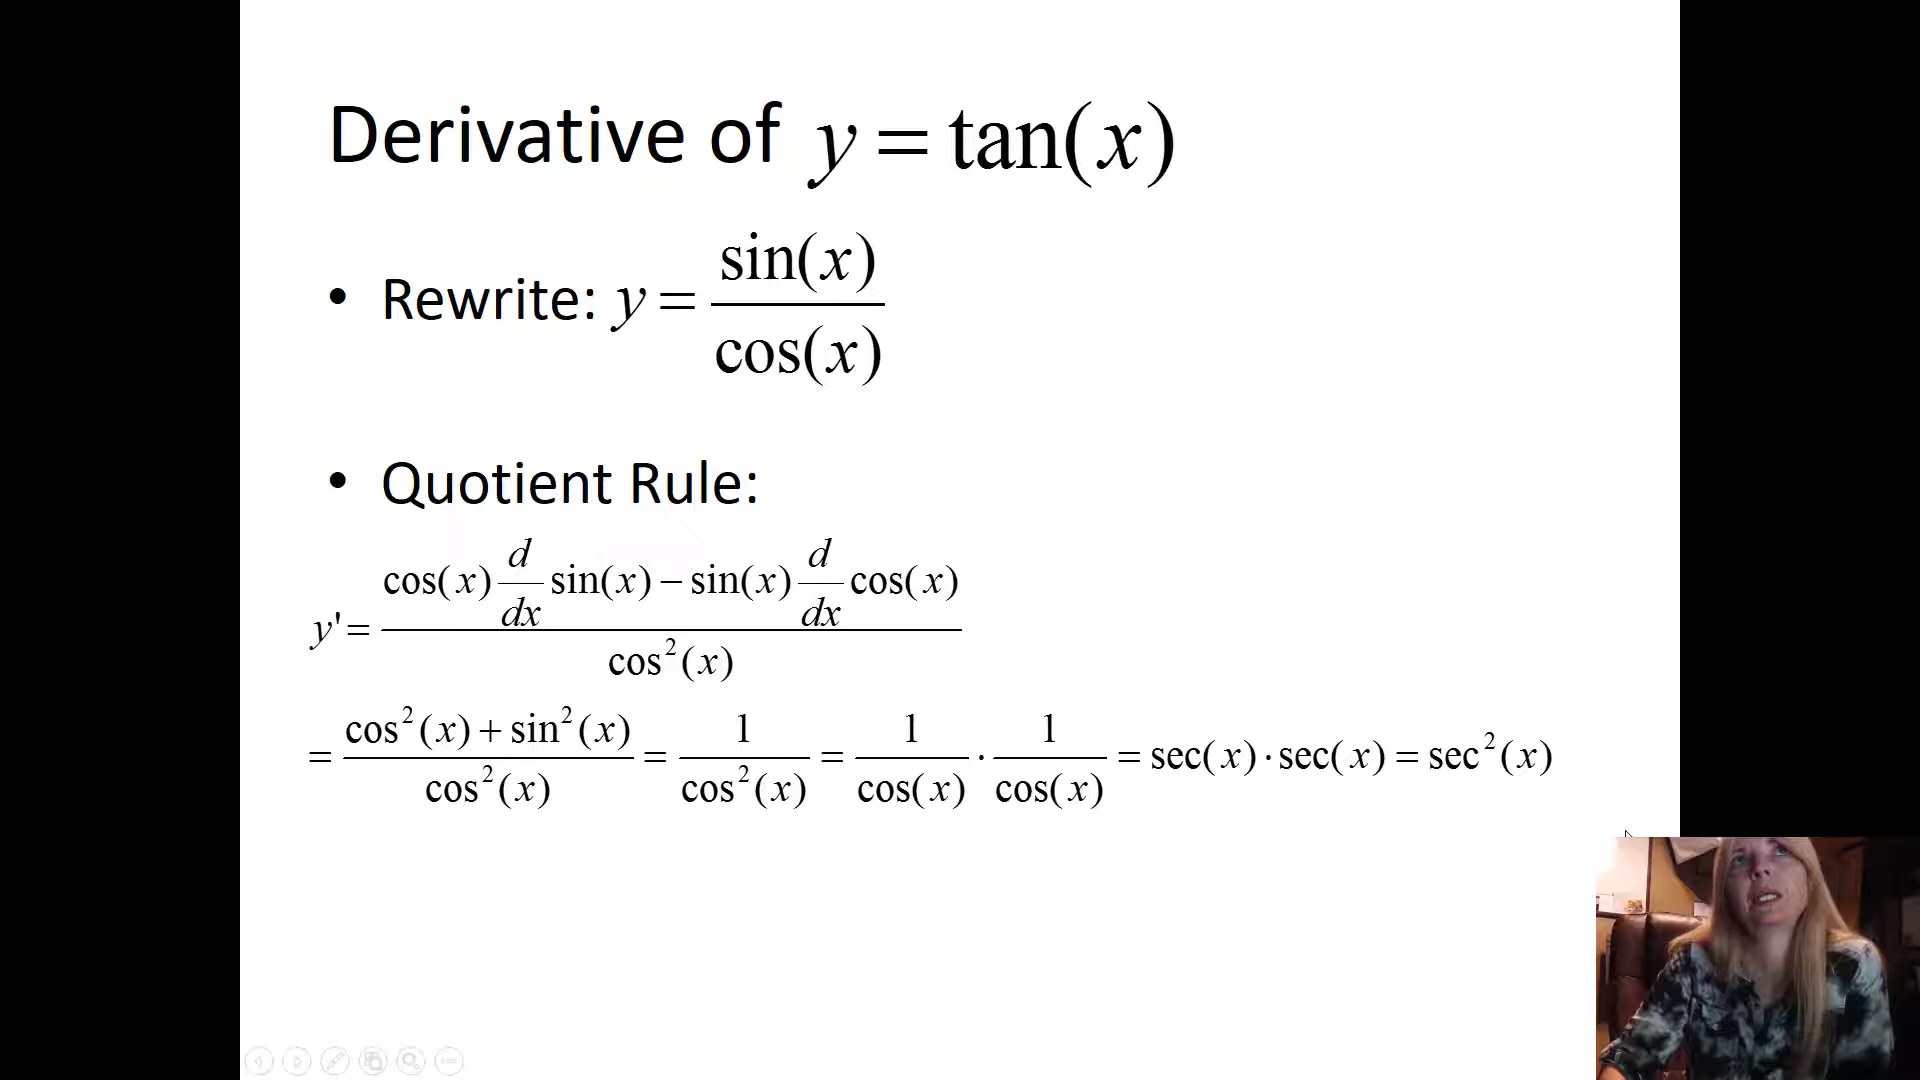 Derivative of y = tan(x)
• Rewrite: y = sin(x) / cos(x)
• Quotient Rule:
y' = (cos(x) d/dx sin(x) − sin(x) d/dx cos(x)) / cos²(x)
= (cos²(x) + sin²(x)) / cos²(x) = 1 / cos²(x) = 1 / cos(x) · 1 / cos(x) = sec(x) · sec(x) = sec²(x)